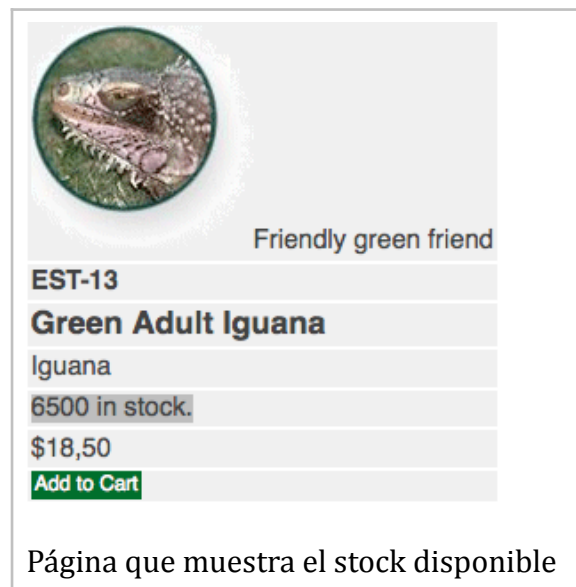 Friendly green friend
EST-13
Green Adult Iguana
Iguana
6500 in stock.
$18,50
Add to Cart
Página que muestra el stock disponible